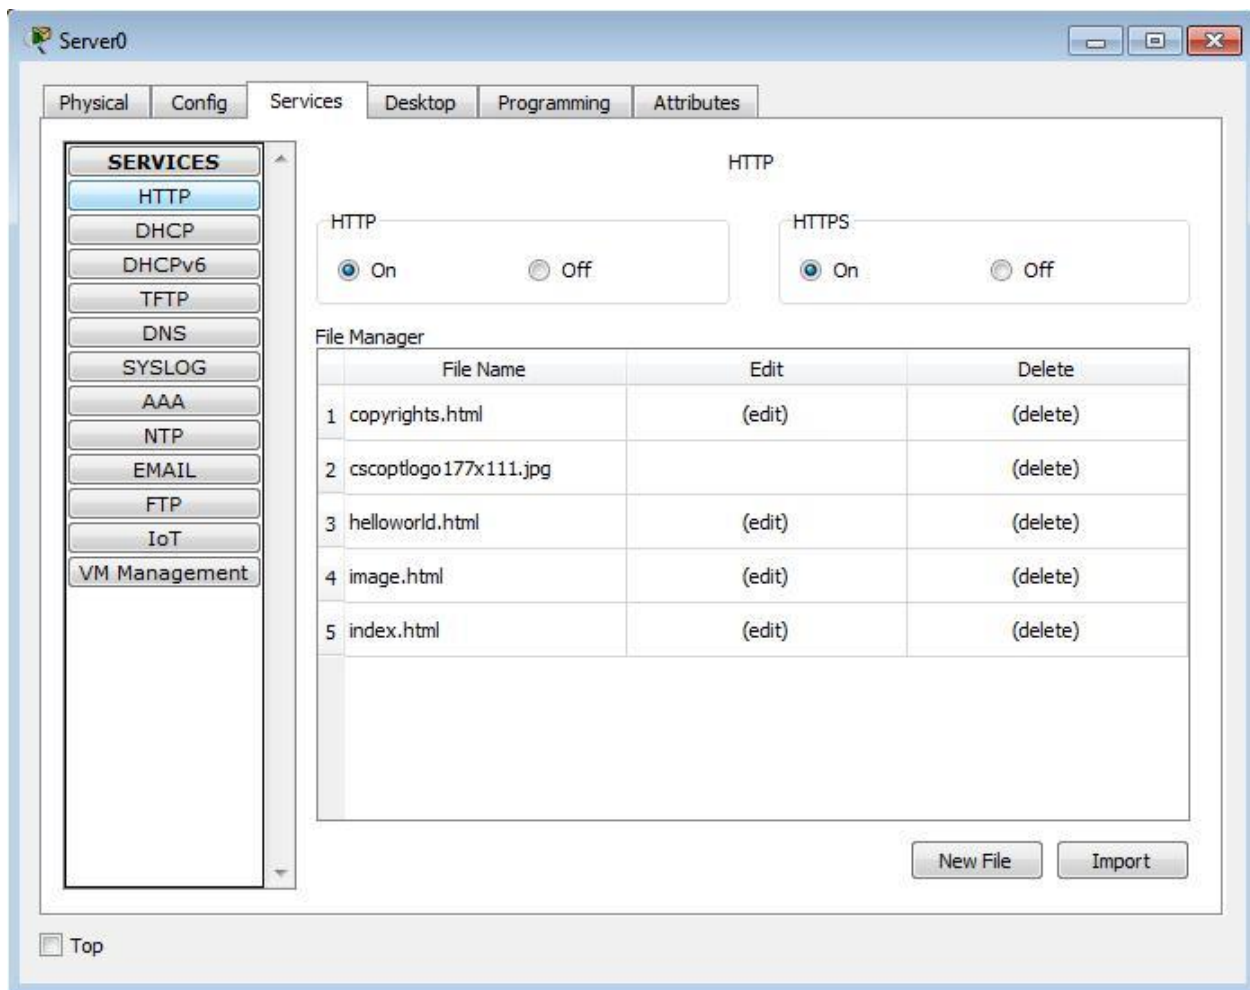 Server0
Physical Config Services Desktop Programming Attributes
SERVICES
HTTP
DHCP
DHCPv6
TFTP
DNS
SYSLOG
AAA
NTP
EMAIL
FTP
IoT
VM Management
HTTP
HTTP HTTPS
On Off On Off
File Manager
File Name Edit Delete
1 copyrights.html (edit) (delete)
2 cscoptlogo177x111.jpg (delete)
3 helloworld.html (edit) (delete)
4 image.html (edit) (delete)
5 index.html (edit) (delete)
New File Import
Top